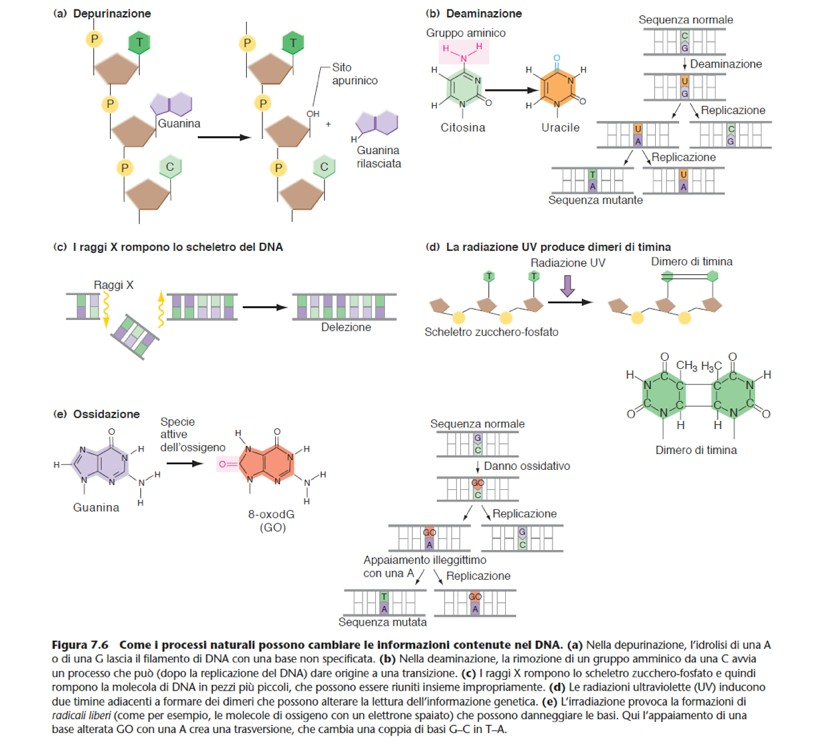 (a) Depurinazione
P
T
P
Guanina
P
C
P
T
Sito
apurinico
P
OH
+
H
Guanina
rilasciata
P
C
(b) Deaminazione
Gruppo aminico
H
H
N
H
N
H
N
O
Citosina
O
H
N
H
H
N
O
Uracile
Sequenza normale
C
G
Deaminazione
U
G
Replicazione
U
A
C
G
Replicazione
T
A
U
A
Sequenza mutante
(c) I raggi X rompono lo scheletro del DNA
Raggi X
Delezione
(d) La radiazione UV produce dimeri di timina
Radiazione UV
Dimero di timina
T
T
Scheletro zucchero-fosfato
O
CH3 H3C
O
H
N
C
C
C
C
N
H
C
N
C
C
N
C
O
H
H
O
Dimero di timina
(e) Ossidazione
Specie
attive
dell'ossigeno
O
N
N
H
H
N
N
N
H
H
Guanina
H
O
N
N
H
O
N
N
N
H
H
8-oxodG
(GO)
Sequenza normale
G
C
Danno ossidativo
GO
C
Replicazione
GO
A
G
C
Appaiamento illeggittimo
con una A
Replicazione
T
A
GO
A
Sequenza mutata
Figura 7.6 Come i processi naturali possono cambiare le informazioni contenute nel DNA. (a) Nella depurinazione, l'idrolisi di una A
o di una G lascia il filamento di DNA con una base non specificata. (b) Nella deaminazione, la rimozione di un gruppo amminico da una C avvia
un processo che può (dopo la replicazione del DNA) dare origine a una transizione. (c) I raggi X rompono lo scheletro zucchero-fosfato e quindi
rompono la molecola di DNA in pezzi più piccoli, che possono essere riuniti insieme impropriamente. (d) Le radiazioni ultraviolette (UV) inducono
due timine adiacenti a formare dei dimeri che possono alterare la lettura dell'informazione genetica. (e) L'irradiazione provoca la formazioni di
radicali liberi (come per esempio, le molecole di ossigeno con un elettrone spaiato) che possono danneggiare le basi. Qui l'appaiamento di una
base alterata GO con una A crea una trasversione, che cambia una coppia di basi G–C in T–A.